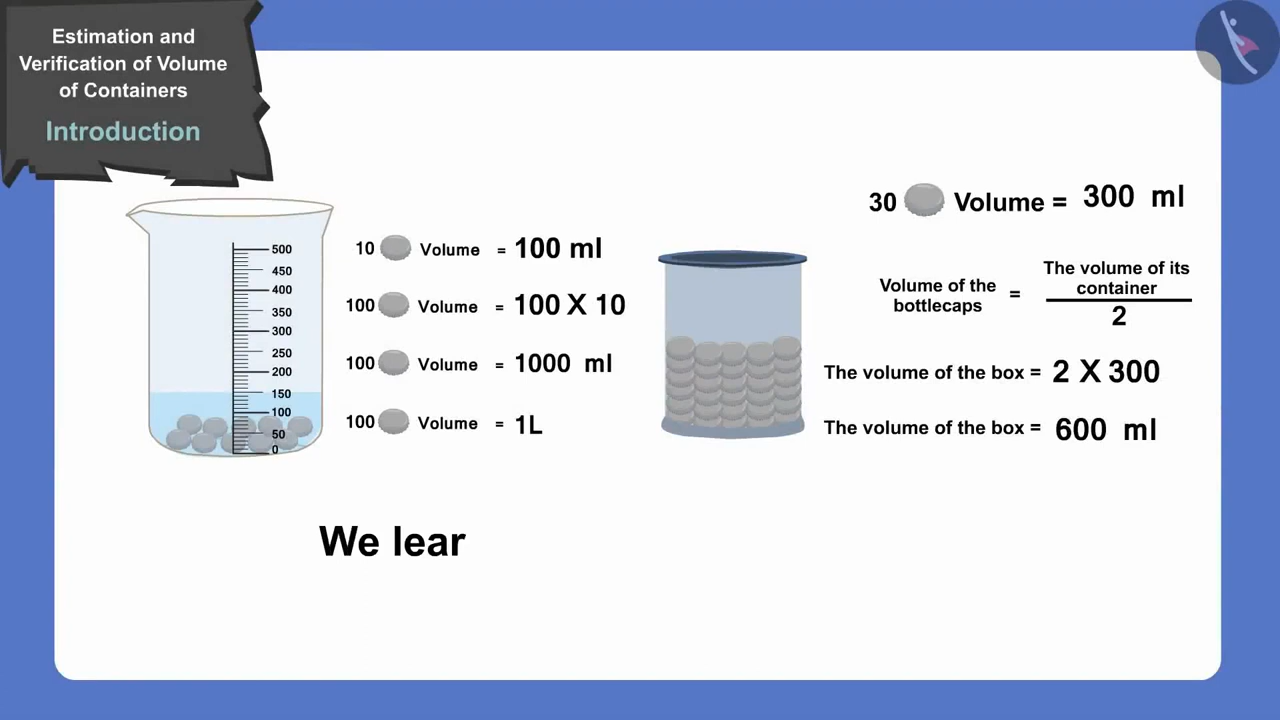 Estimation and
Verification of Volume
of Containers
Introduction
500
450
400
350
300
250
200
150
100
50
0
10 Volume = 100 ml
100 Volume = 100 X 10
100 Volume = 1000 ml
100 Volume = 1L
30 Volume = 300 ml
Volume of the
bottlecaps
=
The volume of its
container
2
The volume of the box = 2 X 300
The volume of the box = 600 ml
We lear